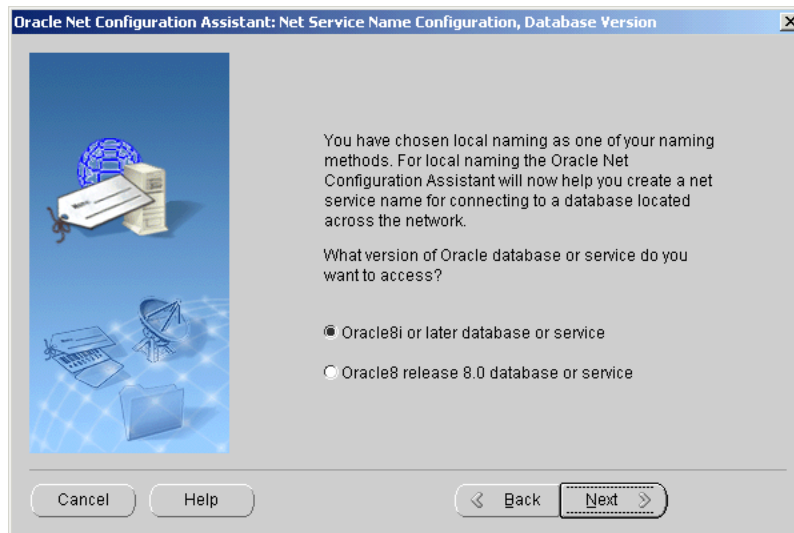 Oracle Net Configuration Assistant: Net Service Name Configuration, Database Version
You have chosen local naming as one of your naming
methods. For local naming the Oracle Net
Configuration Assistant will now help you create a net
service name for connecting to a database located
across the network.
What version of Oracle database or service do you
want to access?
Oracle8i or later database or service
Oracle8 release 8.0 database or service
Cancel
Help
Back
Next